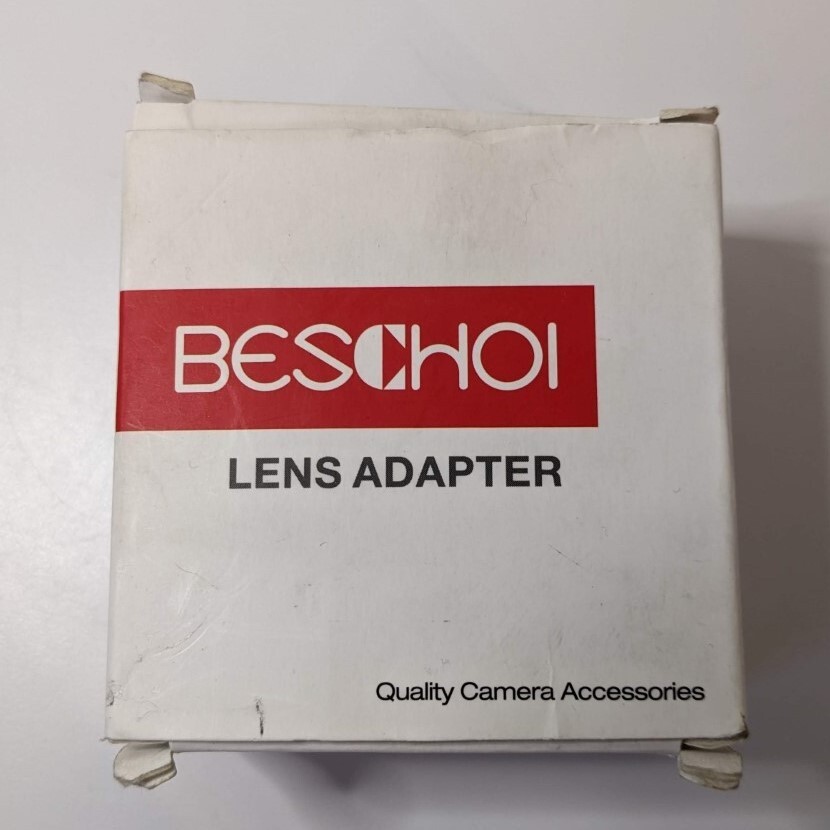 BESCHOI
LENS ADAPTER
Quality Camera Accessories